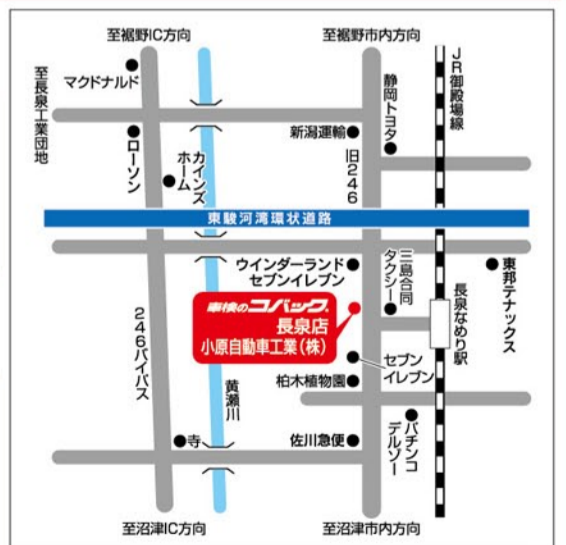 至裾野IC方向
至裾野市内方向
マクドナルド
JR御殿場線
静岡トヨタ
至長泉工業団地
ローソン
新潟運輸
旧246
カインズ
ホーム
東駿河湾環状道路
ウインダーランド
セブンイレブン
三島合同
タクシー
東邦テナックス
車検のコバック
長泉店
小原自動車工業(株)
長泉なめり駅
246バイパス
セブン
イレブン
黄瀬川
柏木植物園
パチンコ
デルソー
寺
佐川急便
至沼津IC方向
至沼津市内方向